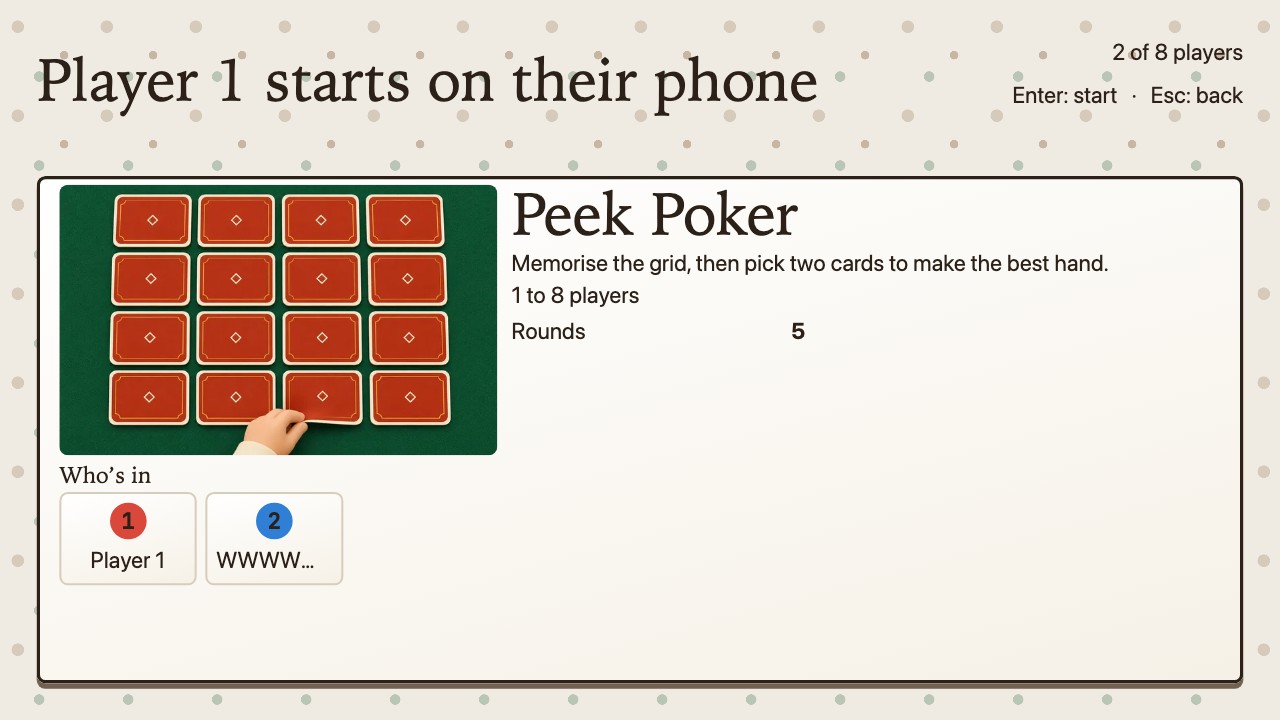 Player 1 starts on their phone
2 of 8 players
Enter: start · Esc: back
Peek Poker
Memorise the grid, then pick two cards to make the best hand.
1 to 8 players
Rounds 5
Who's in
1
Player 1
2
WWWW...